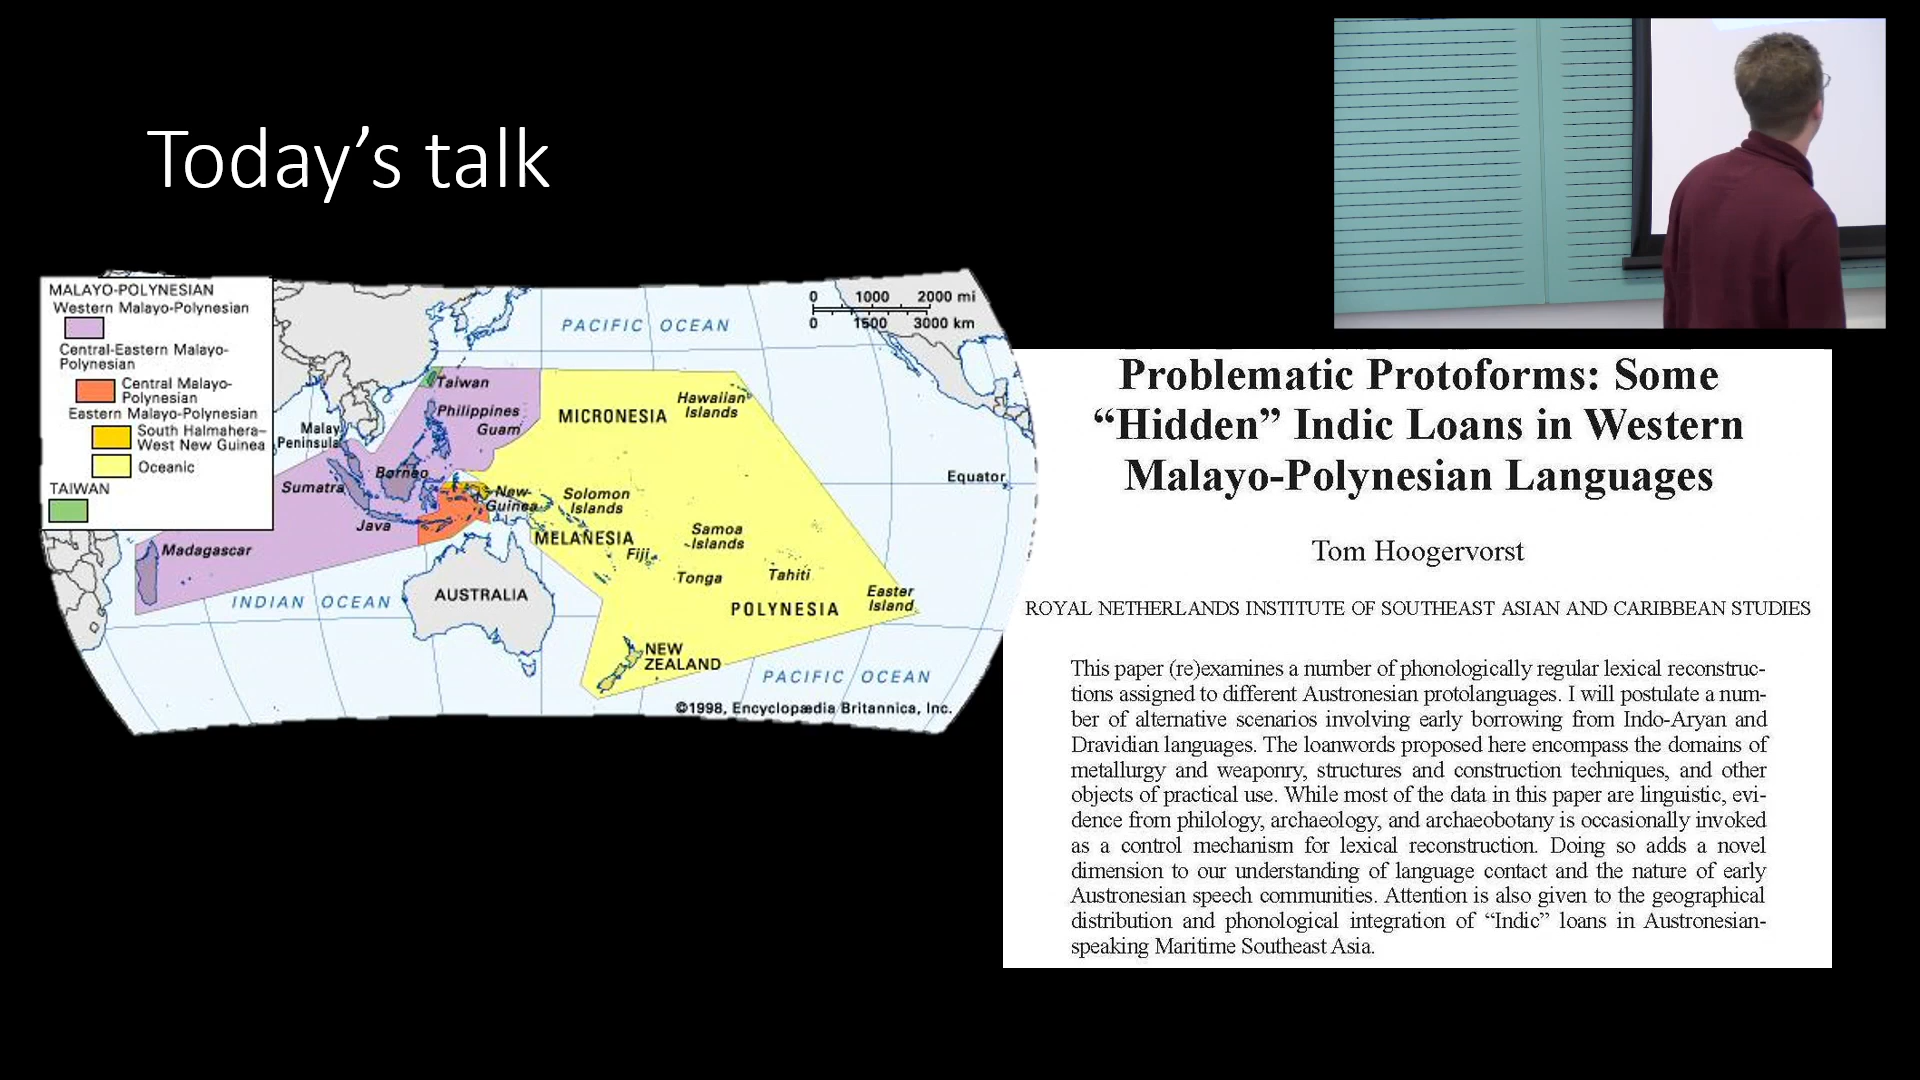 Today's talk
MALAYO-POLYNESIAN
Western Malayo-Polynesian
Central-Eastern Malayo-
Polynesian
Central Malayo-
Polynesian
Eastern Malayo-Polynesian
South Halmahera–
West New Guinea
Oceanic
TAIWAN
0 1000 2000 mi
0 1500 3000 km
PACIFIC OCEAN
Taiwan
Philippines
Guam
MICRONESIA
Hawaiian
Islands
Malay
Peninsula
Borneo
Sumatra
Java
New
Guinea
Solomon
Islands
Equator
MELANESIA
Samoa
Islands
Fiji
Tonga
Tahiti
Madagascar
INDIAN OCEAN
AUSTRALIA
POLYNESIA
Easter
Island
NEW
ZEALAND
PACIFIC OCEAN
©1998, Encyclopædia Britannica, Inc.
Problematic Protoforms: Some
“Hidden” Indic Loans in Western
Malayo-Polynesian Languages
Tom Hoogervorst
ROYAL NETHERLANDS INSTITUTE OF SOUTHEAST ASIAN AND CARIBBEAN STUDIES
This paper (re)examines a number of phonologically regular lexical reconstruc-
tions assigned to different Austronesian protolanguages. I will postulate a num-
ber of alternative scenarios involving early borrowing from Indo-Aryan and
Dravidian languages. The loanwords proposed here encompass the domains of
metallurgy and weaponry, structures and construction techniques, and other
objects of practical use. While most of the data in this paper are linguistic, evi-
dence from philology, archaeology, and archaeobotany is occasionally invoked
as a control mechanism for lexical reconstruction. Doing so adds a novel
dimension to our understanding of language contact and the nature of early
Austronesian speech communities. Attention is also given to the geographical
distribution and phonological integration of “Indic” loans in Austronesian-
speaking Maritime Southeast Asia.